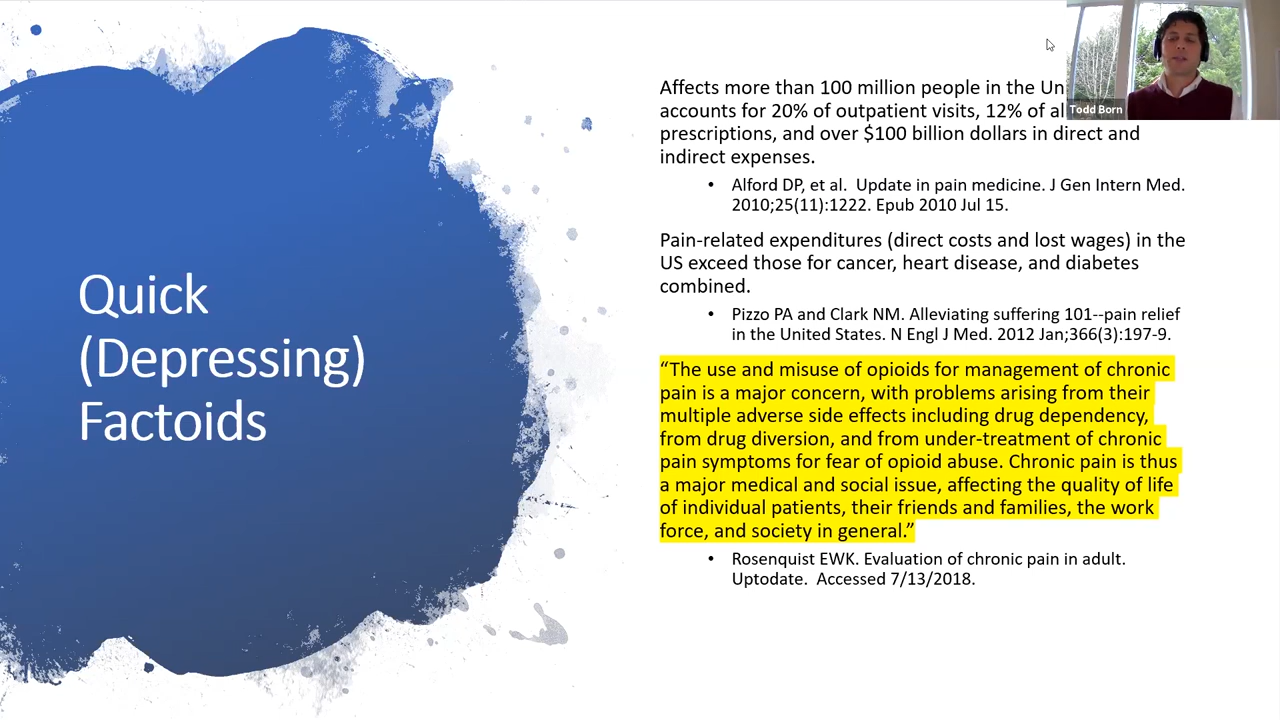 Quick
(Depressing)
Factoids
Affects more than 100 million people in the
accounts for 20% of outpatient visits, 12% of
prescriptions, and over $100 billion dollars in direct and
indirect expenses.
• Alford DP, et al. Update in pain medicine. J Gen Intern Med.
2010;25(11):1222. Epub 2010 Jul 15.
Pain-related expenditures (direct costs and lost wages) in the
US exceed those for cancer, heart disease, and diabetes
combined.
• Pizzo PA and Clark NM. Alleviating suffering 101--pain relief
in the United States. N Engl J Med. 2012 Jan;366(3):197-9.
“The use and misuse of opioids for management of chronic
pain is a major concern, with problems arising from their
multiple adverse side effects including drug dependency,
from drug diversion, and from under-treatment of chronic
pain symptoms for fear of opioid abuse. Chronic pain is thus
a major medical and social issue, affecting the quality of life
of individual patients, their friends and families, the work
force, and society in general.”
• Rosenquist EWK. Evaluation of chronic pain in adult.
Uptodate. Accessed 7/13/2018.
Todd Born